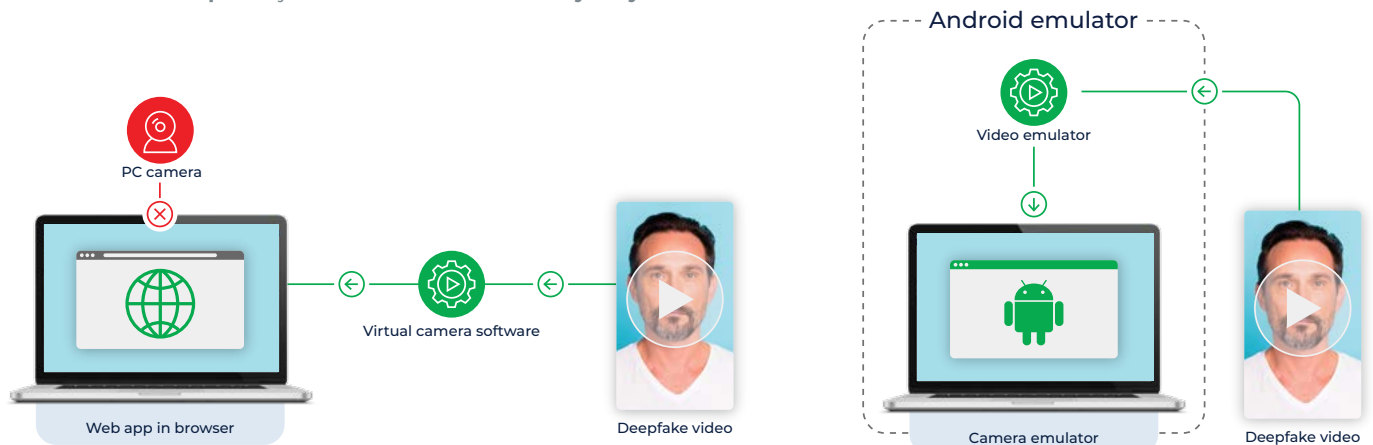 Android emulator
PC camera
Video emulator
Virtual camera software
Web app in browser
Deepfake video
Camera emulator
Deepfake video